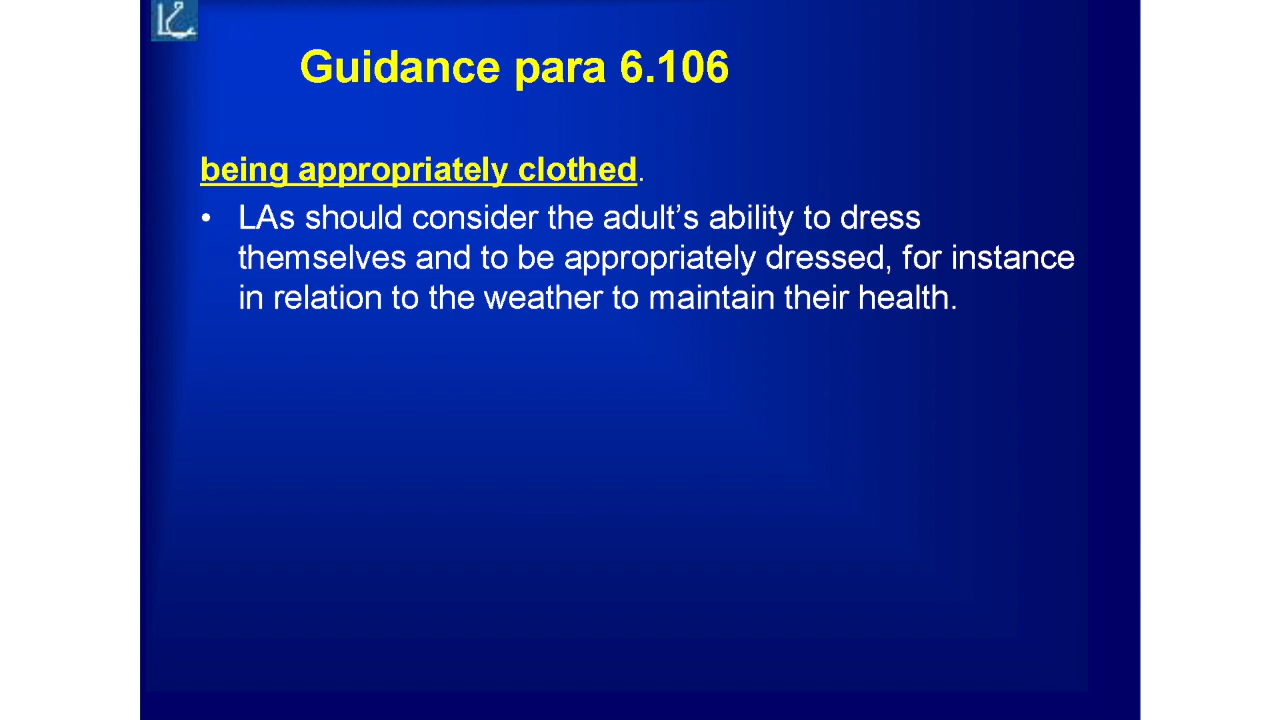 Guidance para 6.106
being appropriately clothed.
• LAs should consider the adult’s ability to dress
themselves and to be appropriately dressed, for instance
in relation to the weather to maintain their health.